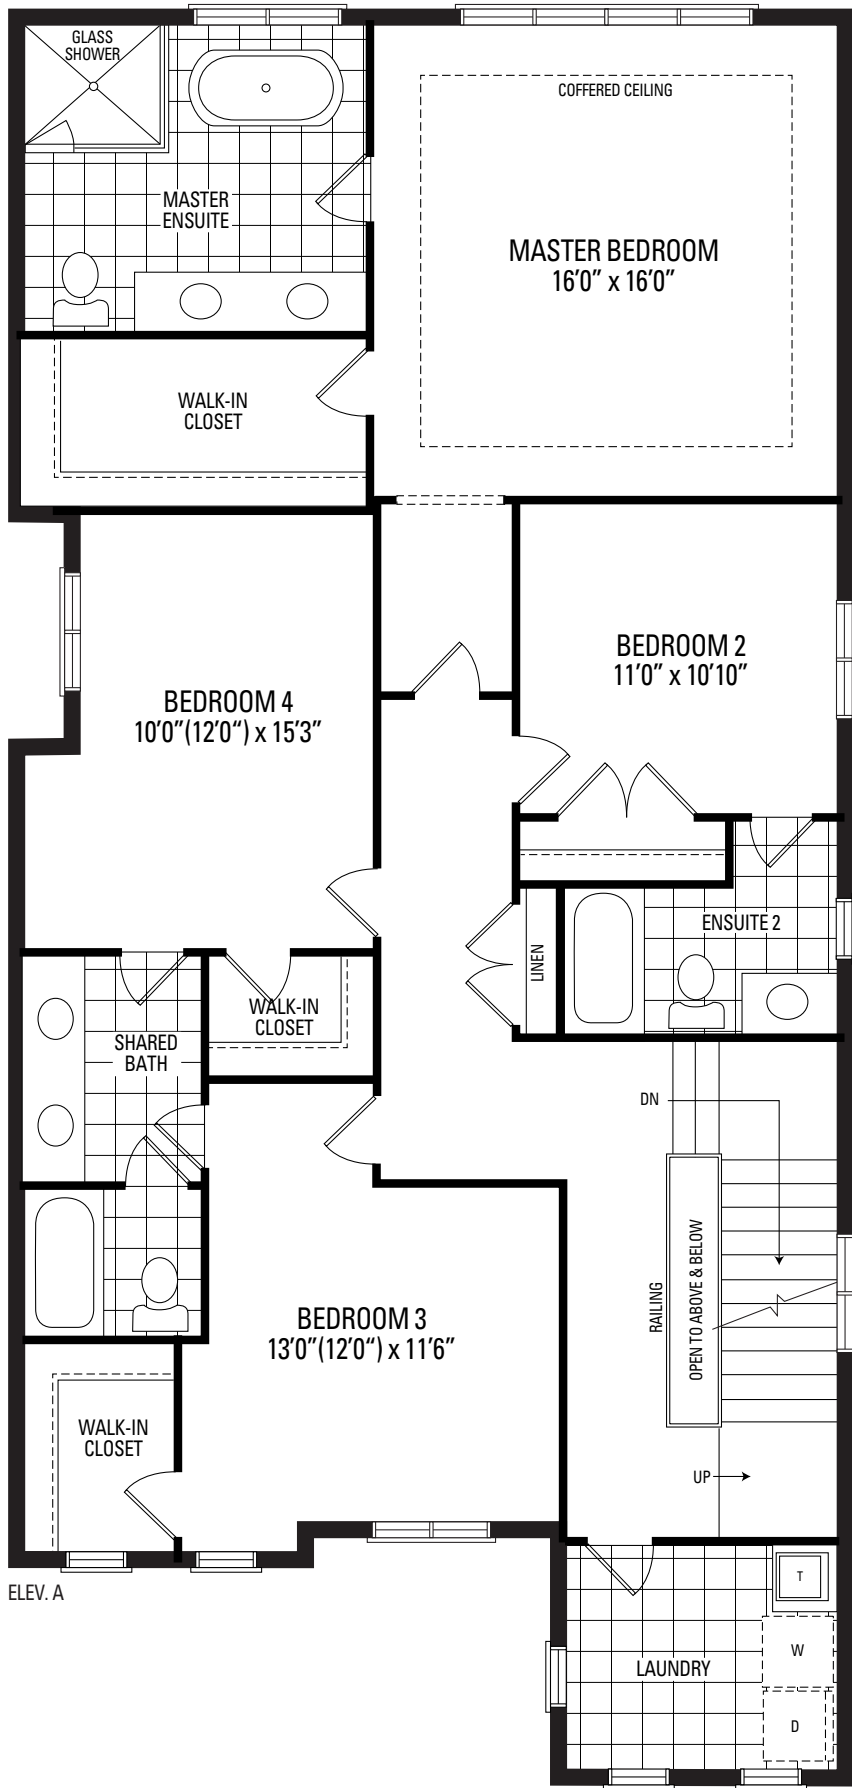 GLASS
SHOWER
COFFERED CEILING
MASTER
ENSUITE
MASTER BEDROOM
16'0" x 16'0"
WALK-IN
CLOSET
BEDROOM 2
11'0" x 10'10"
BEDROOM 4
10'0"(12'0") x 15'3"
ENSUITE 2
LINEN
WALK-IN
CLOSET
SHARED
BATH
DN
RAILING
OPEN TO ABOVE & BELOW
BEDROOM 3
13'0"(12'0") x 11'6"
WALK-IN
CLOSET
UP
ELEV. A
T
W
LAUNDRY
D